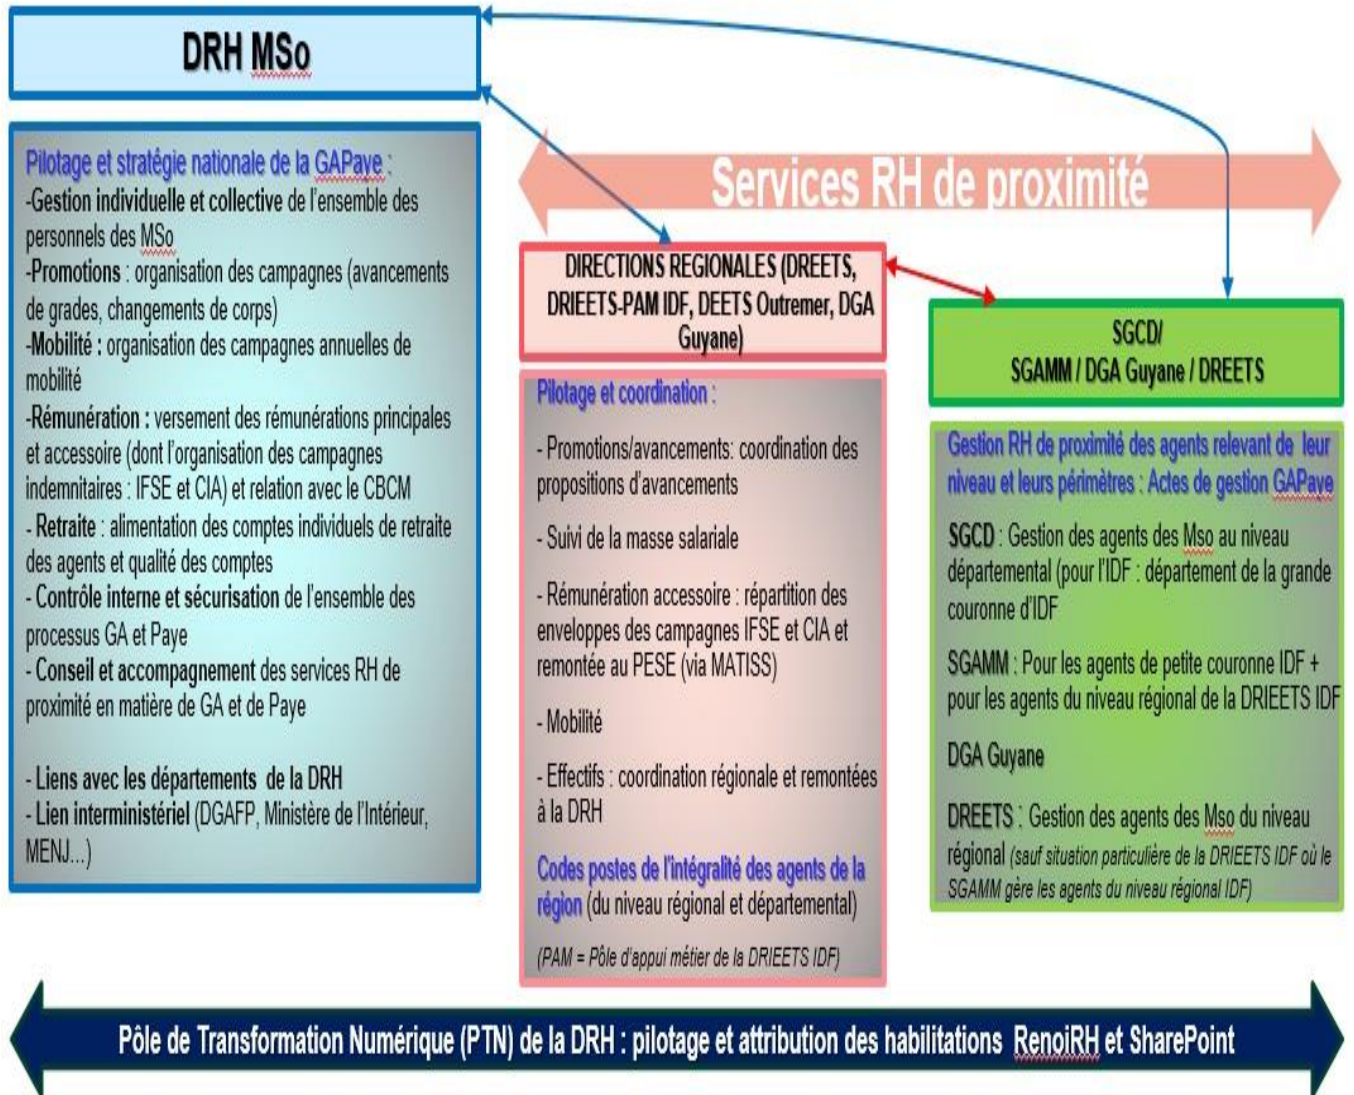 DRH MSo
Pilotage et stratégie nationale de la GAPaye :
-Gestion individuelle et collective de l'ensemble des
personnels des MSo
-Promotions : organisation des campagnes (avancements
de grades, changements de corps)
-Mobilité : organisation des campagnes annuelles de
mobilité
-Rémunération : versement des rémunérations principales
et accessoire (dont l'organisation des campagnes
indemnitaires : IFSE et CIA) et relation avec le CBCM
- Retraite : alimentation des comptes individuels de retraite
des agents et qualité des comptes
- Contrôle interne et sécurisation de l'ensemble des
processus GA et Paye
- Conseil et accompagnement des services RH de
proximité en matière de GA et de Paye
- Liens avec les départements de la DRH
- Lien interministériel (DGAFP, Ministère de l'Intérieur,
MENJ...)
Services RH de proximité
DIRECTIONS REGIONALES (DREETS,
DRIEETS-PAM IDF, DEETS Outremer, DGA
Guyane)
Pilotage et coordination :
- Promotions/avancements: coordination des
propositions d'avancements
- Suivi de la masse salariale
- Rémunération accessoire : répartition des
enveloppes des campagnes IFSE et CIA et
remontée au PESE (via MATISS)
- Mobilité
- Effectifs : coordination régionale et remontées
à la DRH
Codes postes de l'intégralité des agents de la
région (du niveau régional et départemental)
(PAM = Pôle d'appui métier de la DRIEETS IDF)
SGCD/
SGAMM / DGA Guyane / DREETS
Gestion RH de proximité des agents relevant de leur
niveau et leurs périmètres : Actes de gestion GAPaye
SGCD : Gestion des agents des Mso au niveau
départemental (pour l'IDF : département de la grande
couronne d'IDF
SGAMM : Pour les agents de petite couronne IDF +
pour les agents du niveau régional de la DRIEETS IDF
DGA Guyane
DREETS : Gestion des agents des Mso du niveau
régional (sauf situation particulière de la DRIEETS IDF où le
SGAMM gère les agents du niveau régional IDF)
Pôle de Transformation Numérique (PTN) de la DRH : pilotage et attribution des habilitations RenoiRH et SharePoint